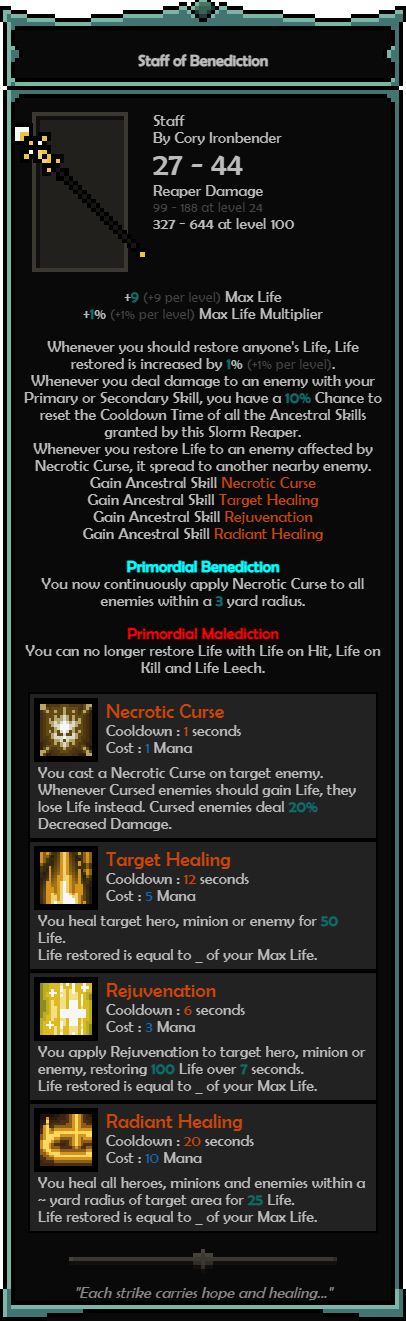 Staff of Benediction
Staff
By Cory Ironbender
27 - 44
Reaper Damage
99 - 188 at level 24
327 - 644 at level 100
+9 (+9 per level) Max Life
+1% (+1% per level) Max Life Multiplier
Whenever you should restore anyone's Life, Life
restored is increased by 1% (+1% per level).
Whenever you deal damage to an enemy with your
Primary or Secondary Skill, you have a 10% Chance to
reset the Cooldown Time of all the Ancestral Skills
granted by this Slorm Reaper.
Whenever you restore Life to an enemy affected by
Necrotic Curse, it spread to another nearby enemy.
Gain Ancestral Skill Necrotic Curse
Gain Ancestral Skill Target Healing
Gain Ancestral Skill Rejuvenation
Gain Ancestral Skill Radiant Healing
Primordial Benediction
You now continuously apply Necrotic Curse to all
enemies within a 3 yard radius.
Primordial Malediction
You can no longer restore Life with Life on Hit, Life on
Kill and Life Leech.
Necrotic Curse
Cooldown : 1 seconds
Cost : 1 Mana
You cast a Necrotic Curse on target enemy.
Whenever Cursed enemies should gain Life, they
lose Life instead. Cursed enemies deal 20%
Decreased Damage.
Target Healing
Cooldown : 12 seconds
Cost : 5 Mana
You heal target hero, minion or enemy for 50
Life.
Life restored is equal to _ of your Max Life.
Rejuvenation
Cooldown : 6 seconds
Cost : 3 Mana
You apply Rejuvenation to target hero, minion or
enemy, restoring 100 Life over 7 seconds.
Life restored is equal to _ of your Max Life.
Radiant Healing
Cooldown : 20 seconds
Cost : 10 Mana
You heal all heroes, minions and enemies within a
~ yard radius of target area for 25 Life.
Life restored is equal to _ of your Max Life.
"Each strike carries hope and healing..."